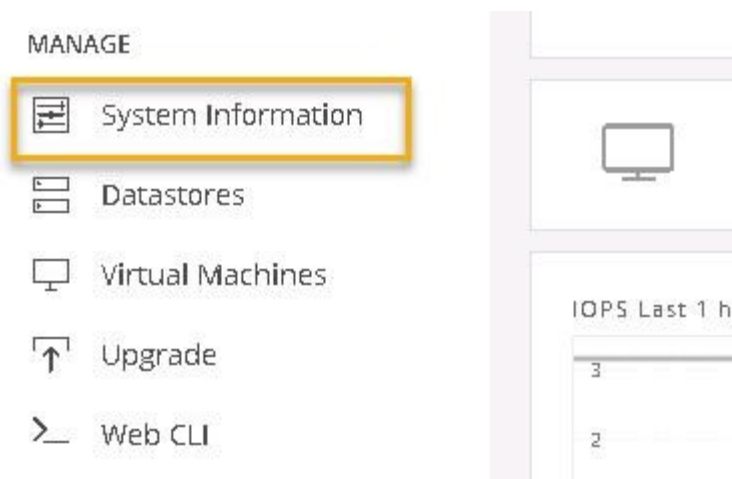 MANAGE
System Information
Datastores
Virtual Machines
Upgrade
Web CLI
IOPS Last 1 h
3
2